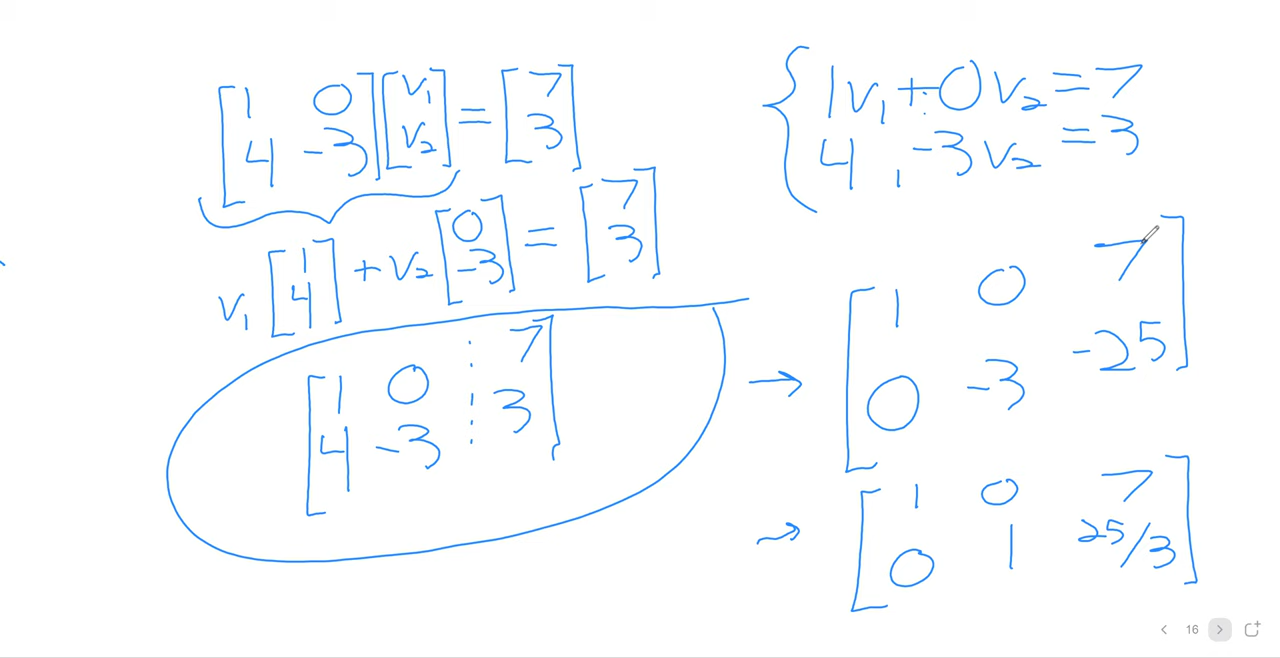 [1 0] [v₁] = [7]
[4 -3] [v₂] [3]
v₁ [1] + v₂ [0] = [7]
[4] [-3] [3]
[1 0 ⋮ 7]
[4 -3 ⋮ 3]
{ 1v₁ + 0v₂ = 7
4 ₁ -3v₂ = 3
→ [1 0 7]
[0 -3 -25]
→ [1 0 7]
[0 1 25/3]
< 16 >